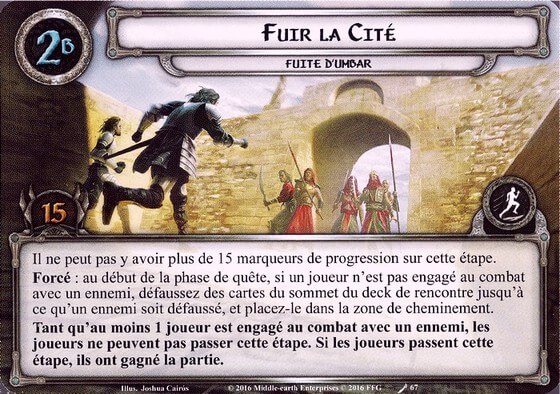 2B
FUIR LA CITÉ
FUITE D'UMBAR
15
Il ne peut pas y avoir plus de 15 marqueurs de progression sur cette étape.
Forcé : au début de la phase de quête, si un joueur n'est pas engagé au combat
avec un ennemi, défaussez des cartes du sommet du deck de rencontre jusqu'à
ce qu'un ennemi soit défaussé, et placez-le dans la zone de cheminement.
Tant qu'au moins 1 joueur est engagé au combat avec un ennemi, les
joueurs ne peuvent pas passer cette étape. Si les joueurs passent cette
étape, ils ont gagné la partie.
Illus. Joshua Cairós © 2016 Middle-earth Enterprises © 2016 FFG 67